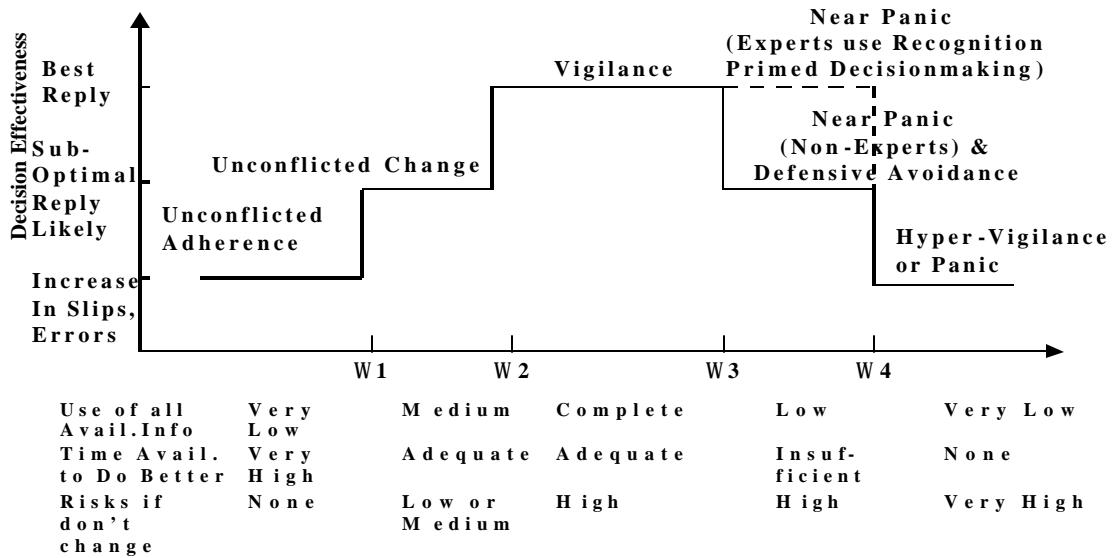 Near Panic
(Experts use Recognition
Primed Decisionmaking)
Vigilance
Near Panic
(Non-Experts) &
Defensive Avoidance
Unconflicted Change
Unconflicted
Adherence
Hyper-Vigilance
or Panic
Decision Effectiveness
Best
Reply
Sub-
Optimal
Reply
Likely
Increase
In Slips,
Errors
W1 W2 W3 W4
Use of all Very Medium Complete Low Very Low
Avail.Info Low
Time Avail. Very Adequate Adequate Insuf- None
to Do Better High ficient
Risks if None Low or High High Very High
don't Medium
change